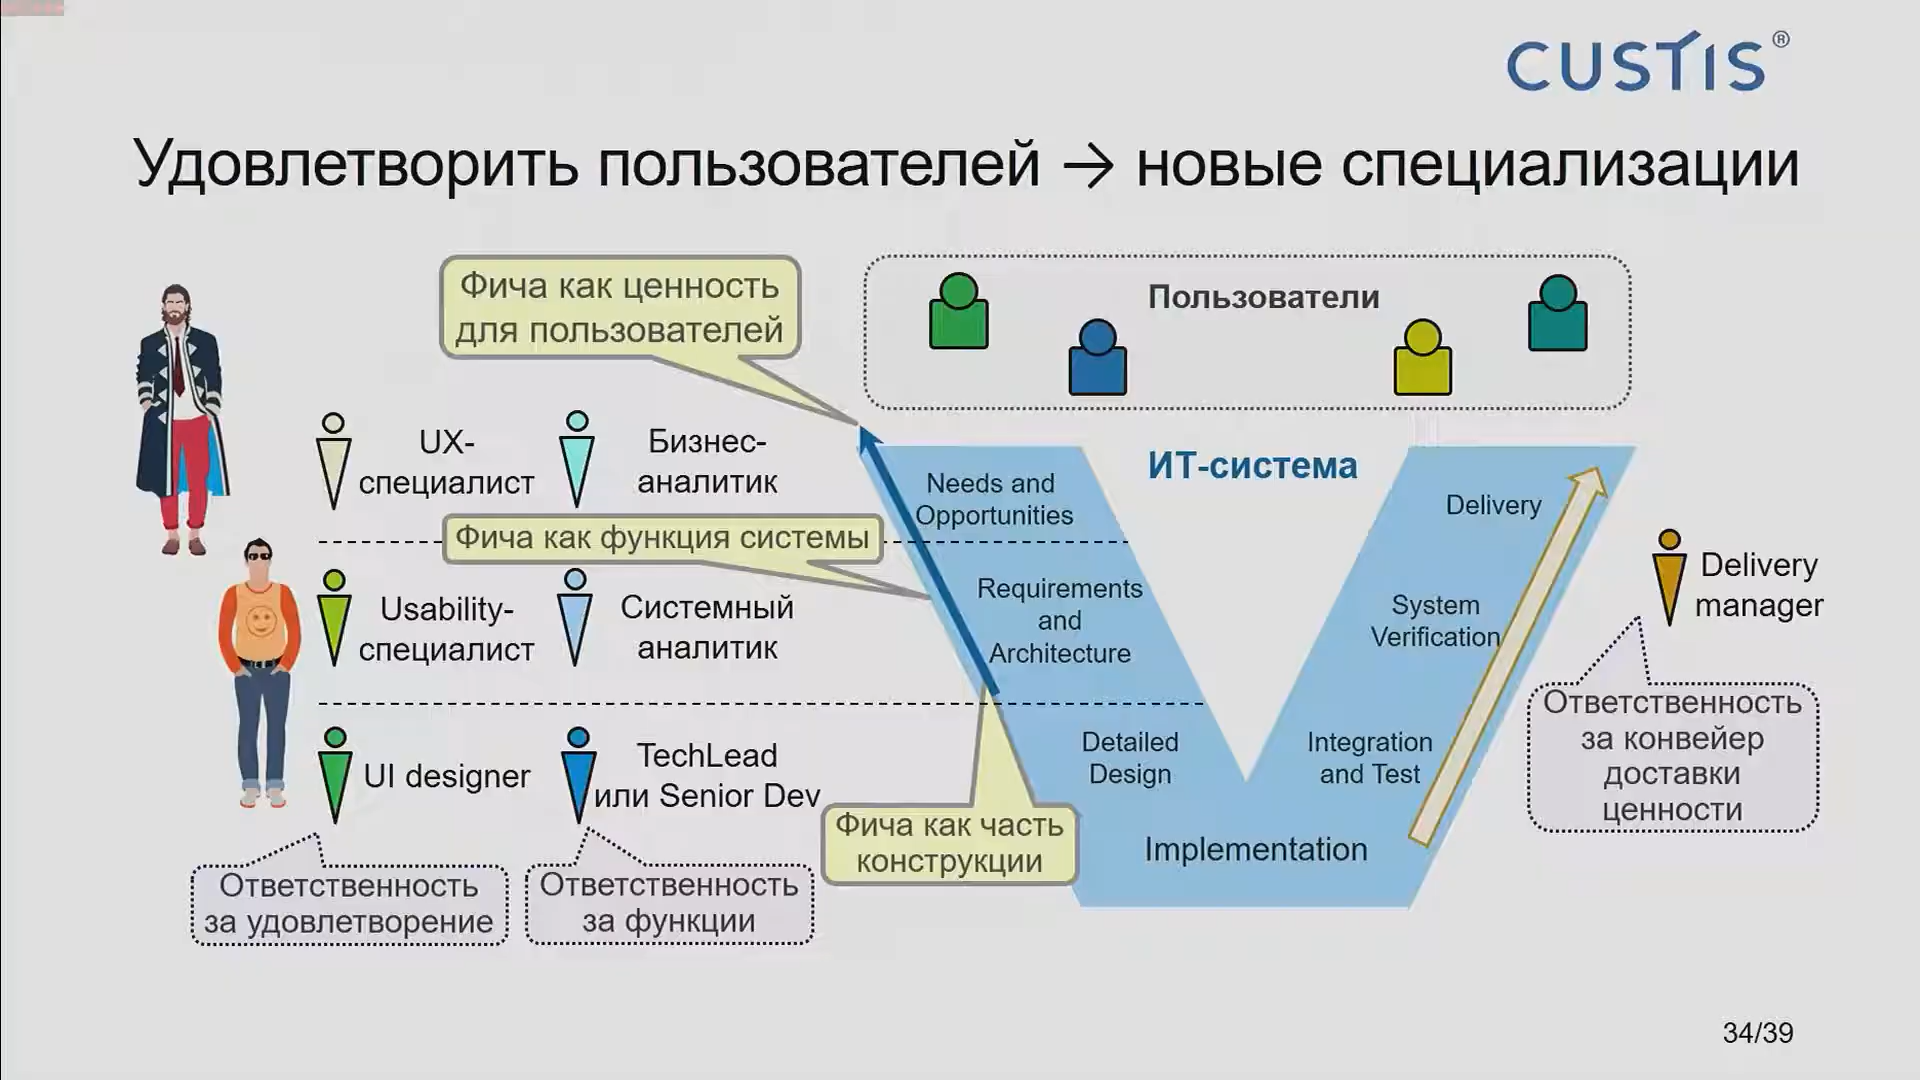 CUSTIS®
Удовлетворить пользователей → новые специализации
Фича как ценность
для пользователей
Пользователи
UX-
специалист
Бизнес-
аналитик
ИТ-система
Needs and
Opportunities
Delivery
Фича как функция системы
Usability-
специалист
Системный
аналитик
Requirements
and
Architecture
System
Verification
Delivery
manager
Ответственность
за конвейер
доставки
ценности
UI designer
TechLead
или Senior Dev
Detailed
Design
Integration
and Test
Фича как часть
конструкции
Implementation
Ответственность
за удовлетворение
Ответственность
за функции
34/39